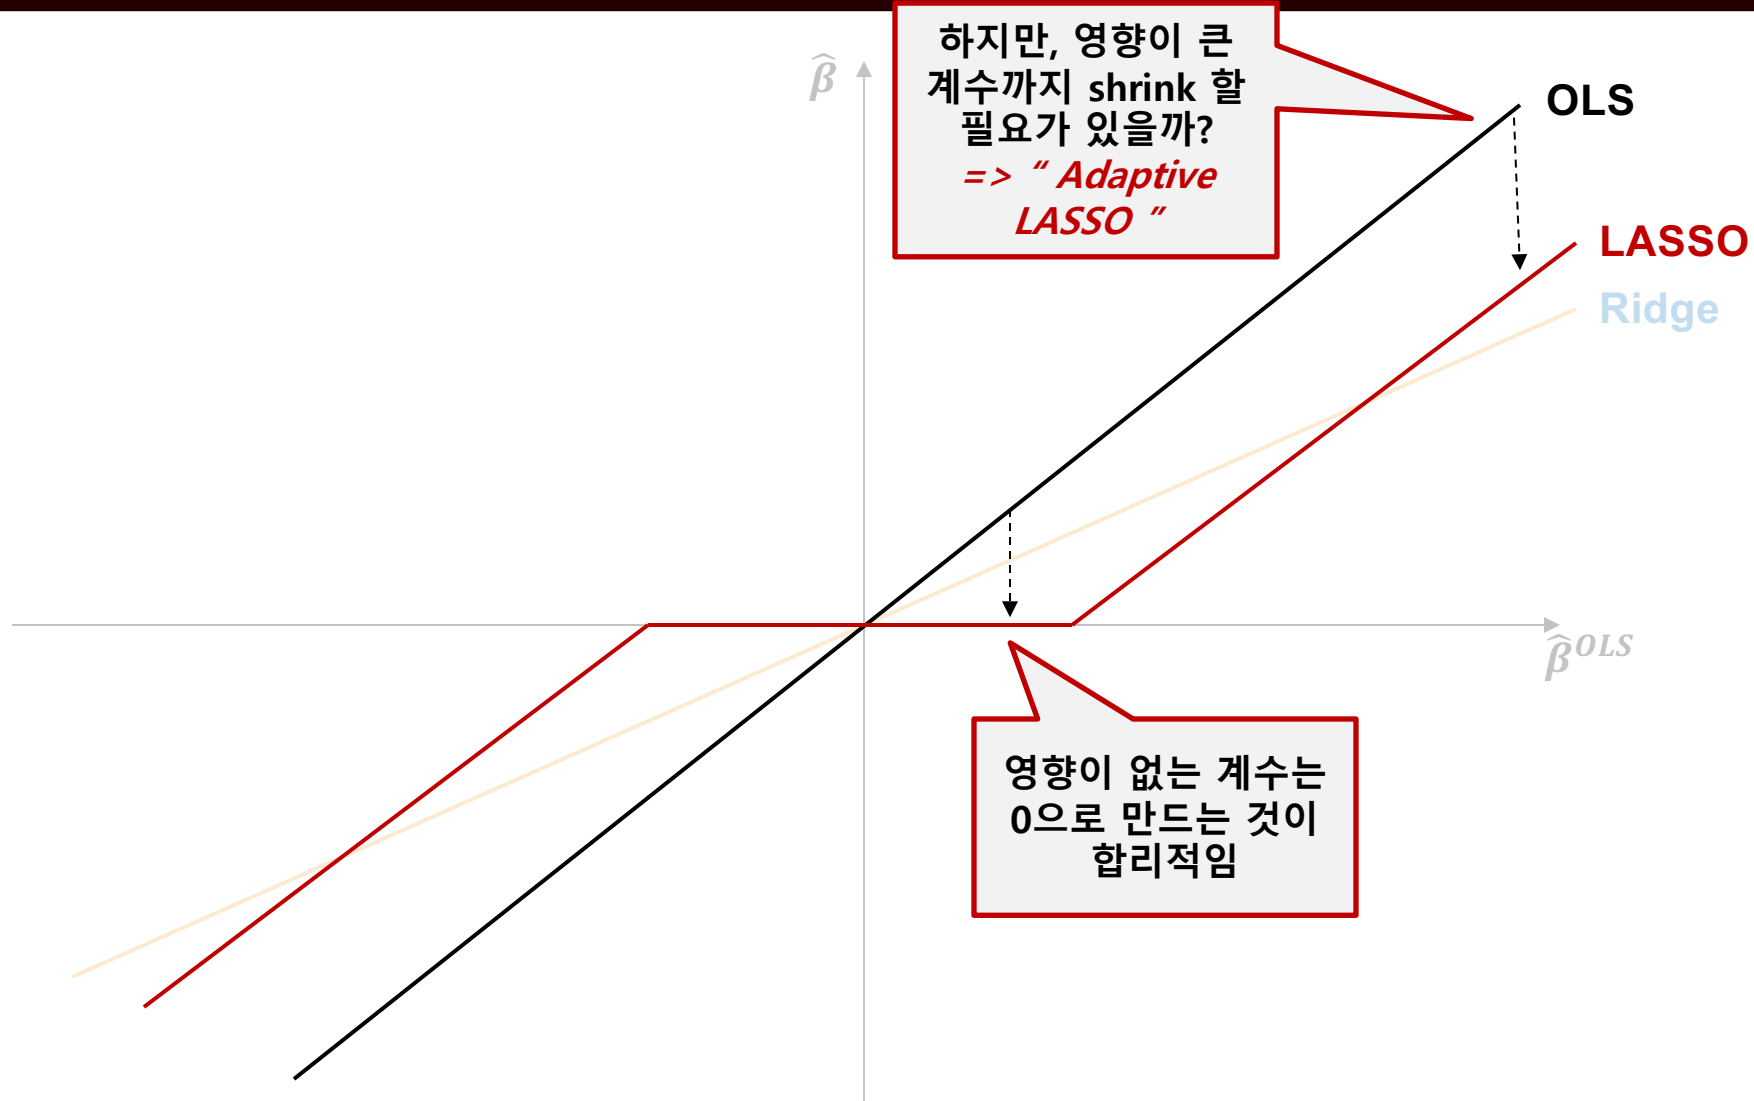 하지만, 영향이 큰
계수까지 shrink 할
필요가 있을까?
=> “ Adaptive
LASSO ”
β̂
OLS
LASSO
Ridge
β̂^OLS
영향이 없는 계수는
0으로 만드는 것이
합리적임